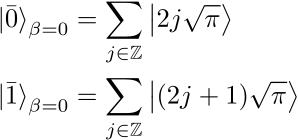 |0̄⟩_{β=0} = ∑_{j∈ℤ} |2j√π⟩
|1̄⟩_{β=0} = ∑_{j∈ℤ} |(2j + 1)√π⟩